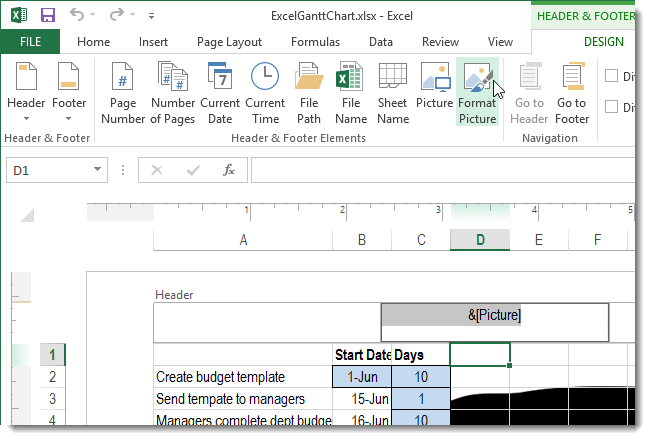 ExcelGanttChart.xlsx - Excel
HEADER & FOOTER
FILE Home Insert Page Layout Formulas Data Review View DESIGN
Header Footer Page Number Number of Pages Current Date Current Time File Path File Name Sheet Name Picture Format Picture Go to Header Go to Footer
Header & Footer Header & Footer Elements Navigation
D1 fx
1 2 3 4 5
A B C D E F
Header
&[Picture]
1 Start Date Days
2 Create budget template 1-Jun 10
3 Send tempate to managers 15-Jun 1
4 Managers complete dept budge 16-Jun 10